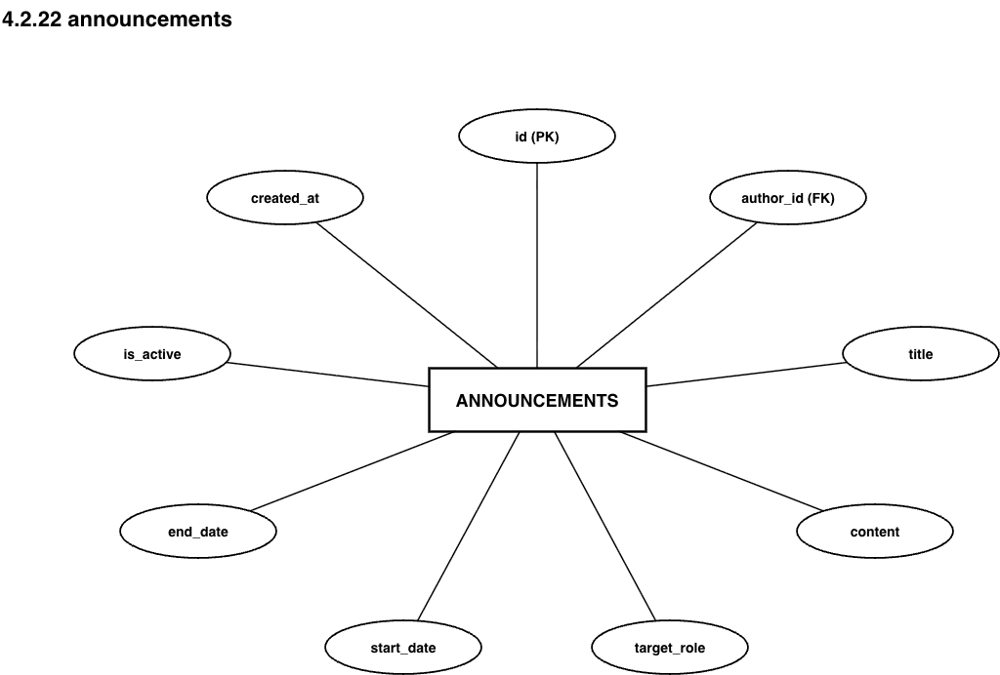 4.2.22 announcements
id (PK)
created_at
author_id (FK)
is_active
title
ANNOUNCEMENTS
end_date
content
start_date
target_role